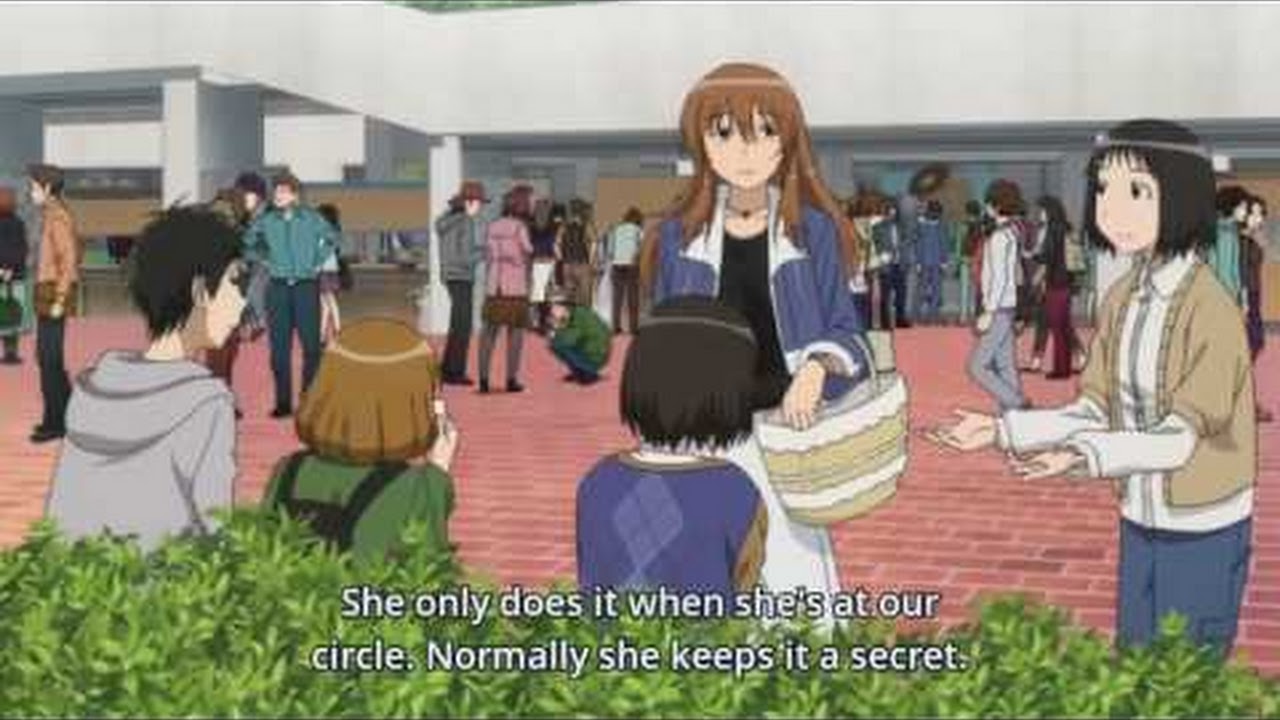 She only does it when she's at our
circle. Normally she keeps it a secret.